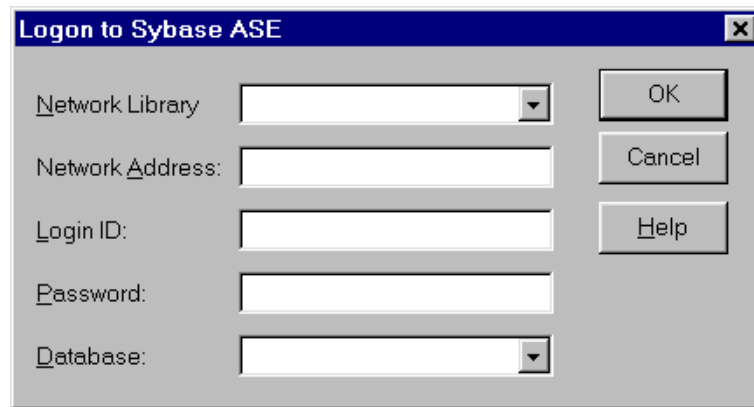 Logon to Sybase ASE
Network Library
OK
Network Address:
Cancel
Login ID:
Help
Password:
Database: